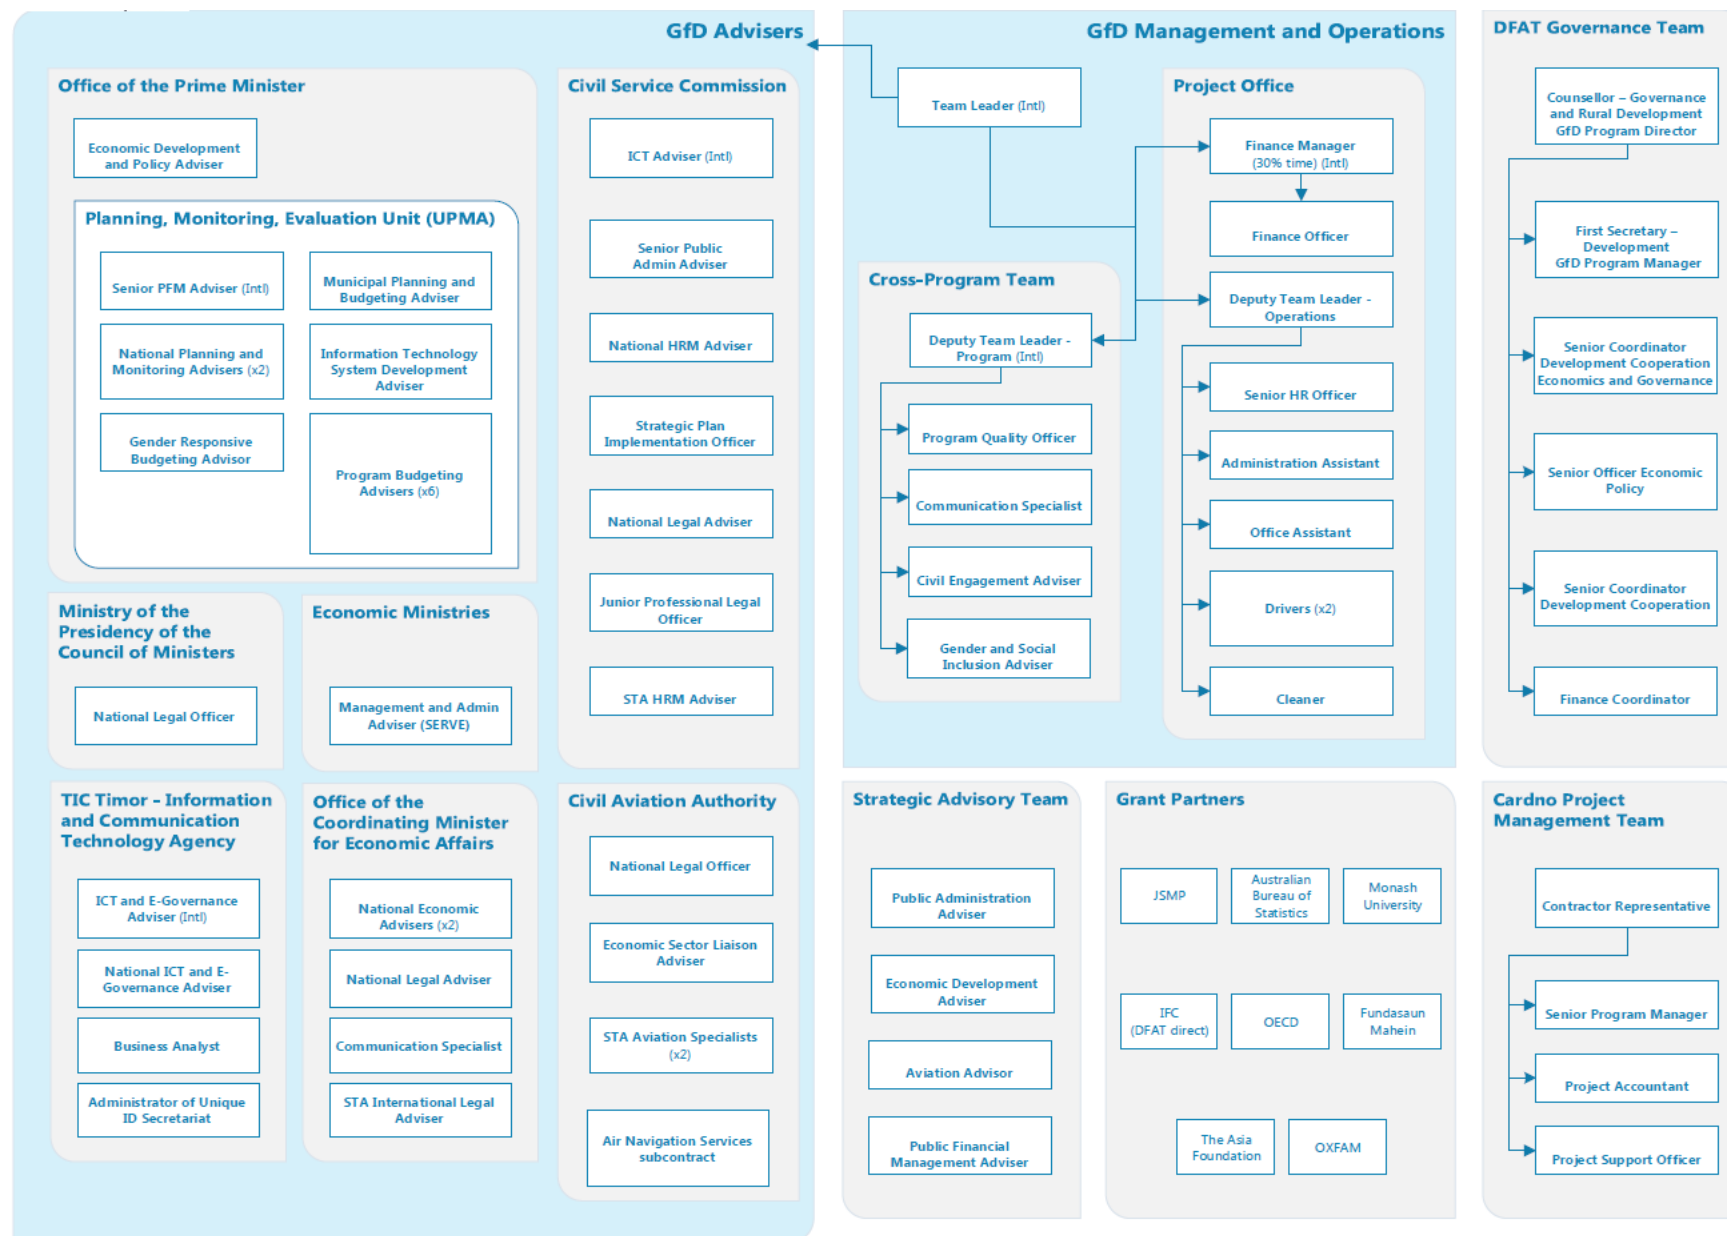 GfD Advisers
Office of the Prime Minister
Economic Development
and Policy Adviser
Planning, Monitoring, Evaluation Unit (UPMA)
Senior PFM Adviser (Intl)
Municipal Planning and
Budgeting Adviser
National Planning and
Monitoring Advisers (x2)
Information Technology
System Development
Adviser
Gender Responsive
Budgeting Advisor
Program Budgeting
Advisers (x6)
Civil Service Commission
ICT Adviser (Intl)
Senior Public
Admin Adviser
National HRM Adviser
Strategic Plan
Implementation Officer
National Legal Adviser
Junior Professional Legal
Officer
STA HRM Adviser
Ministry of the
Presidency of the
Council of Ministers
National Legal Officer
Economic Ministries
Management and Admin
Adviser (SERVE)
TIC Timor – Information
and Communication
Technology Agency
ICT and E-Governance
Adviser (Intl)
National ICT and E-
Governance Adviser
Business Analyst
Administrator of Unique
ID Secretariat
Office of the
Coordinating Minister
for Economic Affairs
National Economic
Advisers (x2)
National Legal Adviser
Communication Specialist
STA International Legal
Adviser
Civil Aviation Authority
National Legal Officer
Economic Sector Liaison
Adviser
STA Aviation Specialists
(x2)
Air Navigation Services
subcontract
GfD Management and Operations
Team Leader (Intl)
Cross-Program Team
Deputy Team Leader -
Program (Intl)
Program Quality Officer
Communication Specialist
Civil Engagement Adviser
Gender and Social
Inclusion Adviser
Project Office
Finance Manager
(30% time) (Intl)
Finance Officer
Deputy Team Leader -
Operations
Senior HR Officer
Administration Assistant
Office Assistant
Drivers (x2)
Cleaner
Strategic Advisory Team
Public Administration
Adviser
Economic Development
Adviser
Aviation Advisor
Public Financial
Management Adviser
Grant Partners
JSMP
Australian
Bureau of
Statistics
Monash
University
IFC
(DFAT direct)
OECD
Fundasaun
Mahein
The Asia
Foundation
OXFAM
DFAT Governance Team
Counsellor – Governance
and Rural Development
GfD Program Director
First Secretary –
Development
GfD Program Manager
Senior Coordinator
Development Cooperation
Economics and Governance
Senior Officer Economic
Policy
Senior Coordinator
Development Cooperation
Finance Coordinator
Cardno Project
Management Team
Contractor Representative
Senior Program Manager
Project Accountant
Project Support Officer